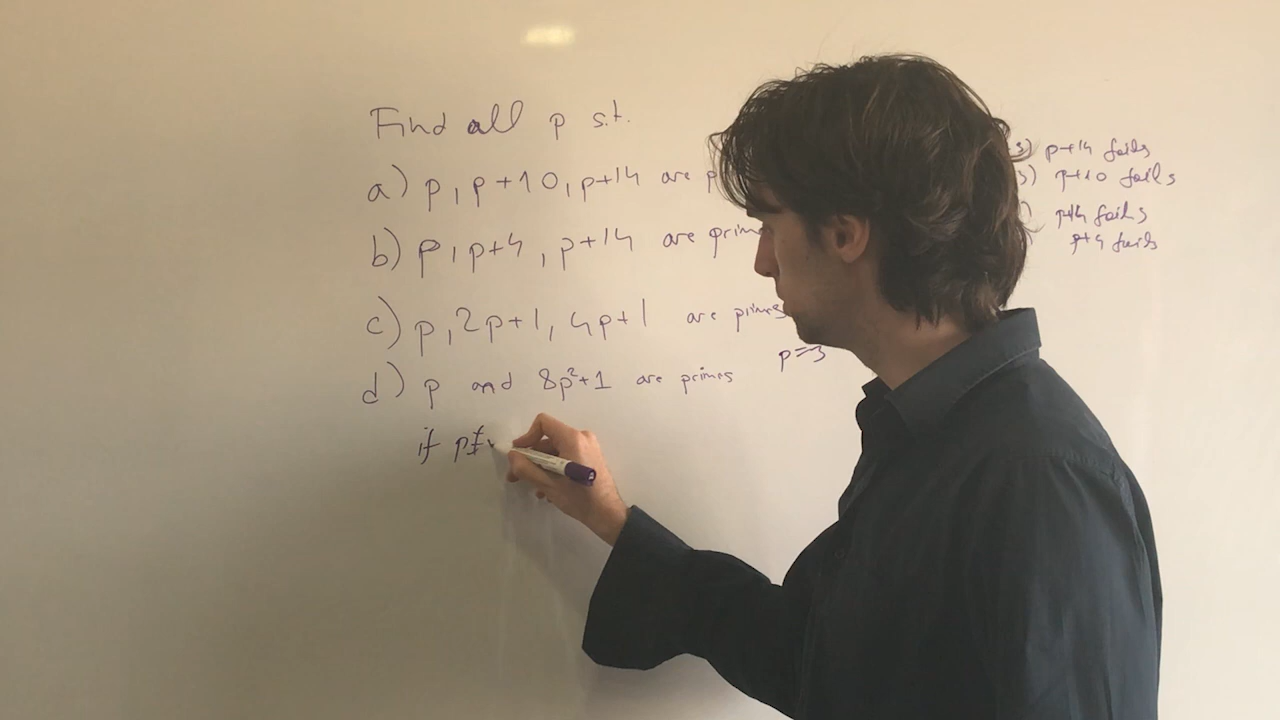 Find all p s.t.
a) p, p+10, p+14 are p
s) p+14 fails
s) p+10 fails
b) p, p+4, p+14 are prim
) p+14 fails
) p+4 fails
c) p, 2p+1, 4p+1 are primes
p=3
d) p and 8p²+1 are primes
if p≠